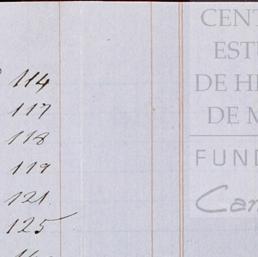 114
117
118
119
121
125
CENT
EST
DE H
DE M
FUND
Car